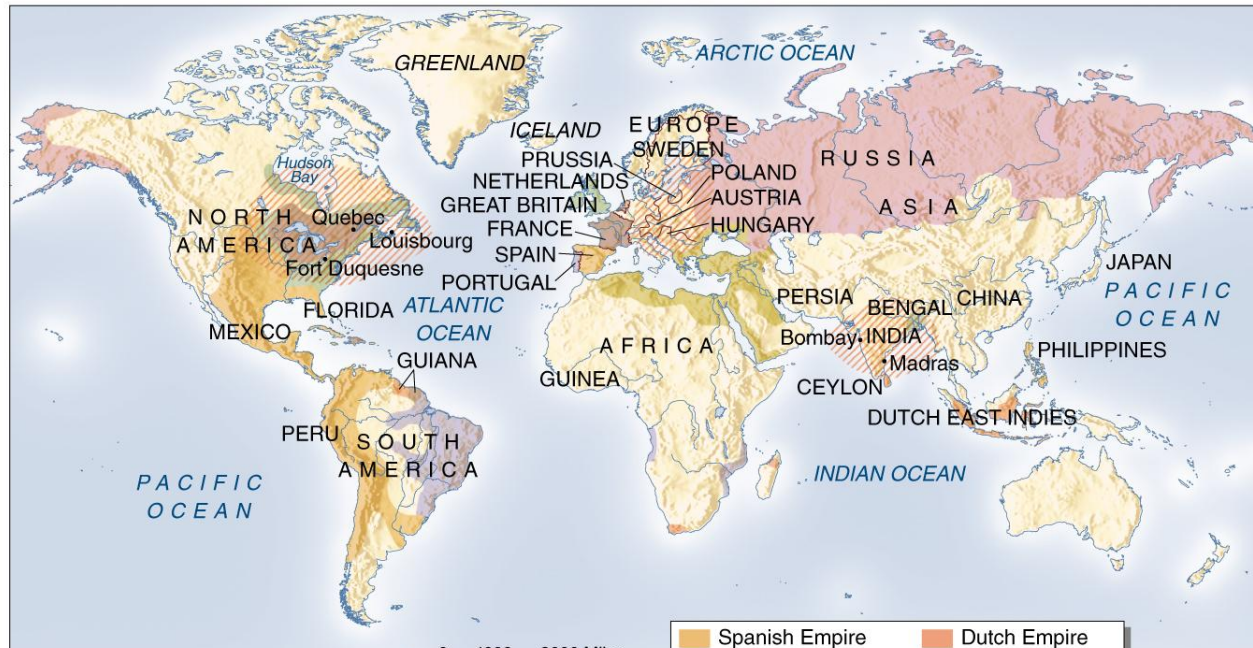 ARCTIC OCEAN
GREENLAND
ICELAND
EUROPE
SWEDEN
PRUSSIA
POLAND
RUSSIA
Hudson
Bay
NETHERLANDS
AUSTRIA
GREAT BRITAIN
ASIA
NORTH
AMERICA
Quebec
Louisbourg
FRANCE
HUNGARY
Fort Duquesne
SPAIN
PORTUGAL
JAPAN
PACIFIC
OCEAN
FLORIDA
ATLANTIC
OCEAN
PERSIA
BENGAL
CHINA
MEXICO
Bombay
INDIA
AFRICA
PHILIPPINES
GUIANA
GUINEA
Madras
CEYLON
DUTCH EAST INDIES
PERU
SOUTH
AMERICA
INDIAN OCEAN
PACIFIC
OCEAN
Spanish Empire
Dutch Empire